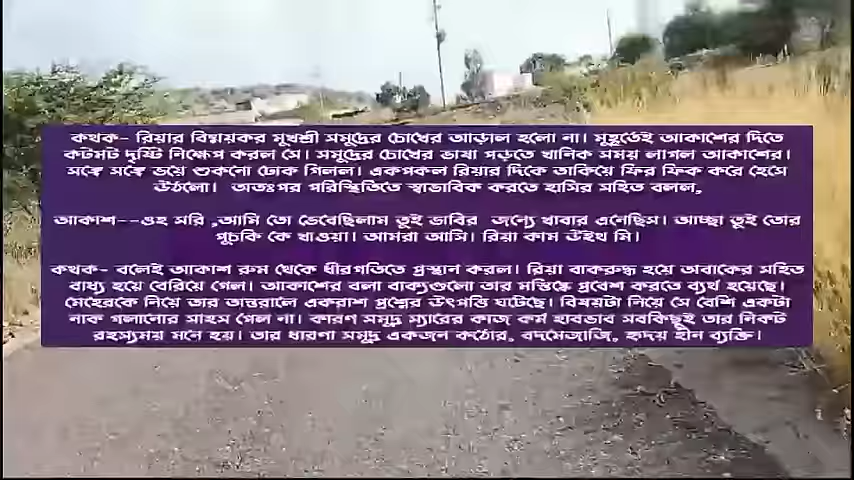 কথক- রিয়ার বিস্ময়কর মুখশ্রী সমুদ্রের চোখের আড়াল হলো না। মুহূর্তেই আকাশের দিতে
কটমট দৃষ্টি নিক্ষেপ করল সে। সমুদ্রের চোখের ভাষা পড়তে খানিক সময় লাগল আকাশের।
সঙ্গে সঙ্গে ভয়ে শুকনো ঢোক গিলল। একপকল রিয়ার দিকে তাকিয়ে ফির ফিক করে হেসে
উঠলো। তাতঃপর পরিস্থিতিতে স্বাভাবিক করতে হাসির সহিত বলল,
আকাশ--ওহ সরি ,আমি তো ভেবেছিলাম তুই ভাবির জন্যে খাবার এনেছিস। আচ্ছা তুই তোর
পুচকি কে খাওয়া। আমরা আসি। রিয়া কাম উইথ মি।
কথক- বলেই আকাশ রুম থেকে ধীরগতিতে প্রস্থান করল। রিয়া বাকরুদ্ধ হয়ে অবাকের সহিত
বাধ্য হয়ে বেরিয়ে গেল। আকাশের বলা বাক্যগুলো তার মস্তিষ্কে প্রবেশ করতে ব্যর্থ হয়েছে।
মেহেরকে নিয়ে তার তান্তরালে একরাশ প্রশ্নের উৎপত্তি ঘটেছে। বিষয়টা নিয়ে সে বেশি একটা
নাক গলানোর সাহস পেল না। কারণ সমুদ্র স্যারের কাজ কর্ম হাবভাব সবকিছুই তার নিকট
রহস্যময় মনে হয়। তার ধারণা সমুদ্র একজন কঠোর, বদমেজাজি, হৃদয় হীন ব্যক্তি।